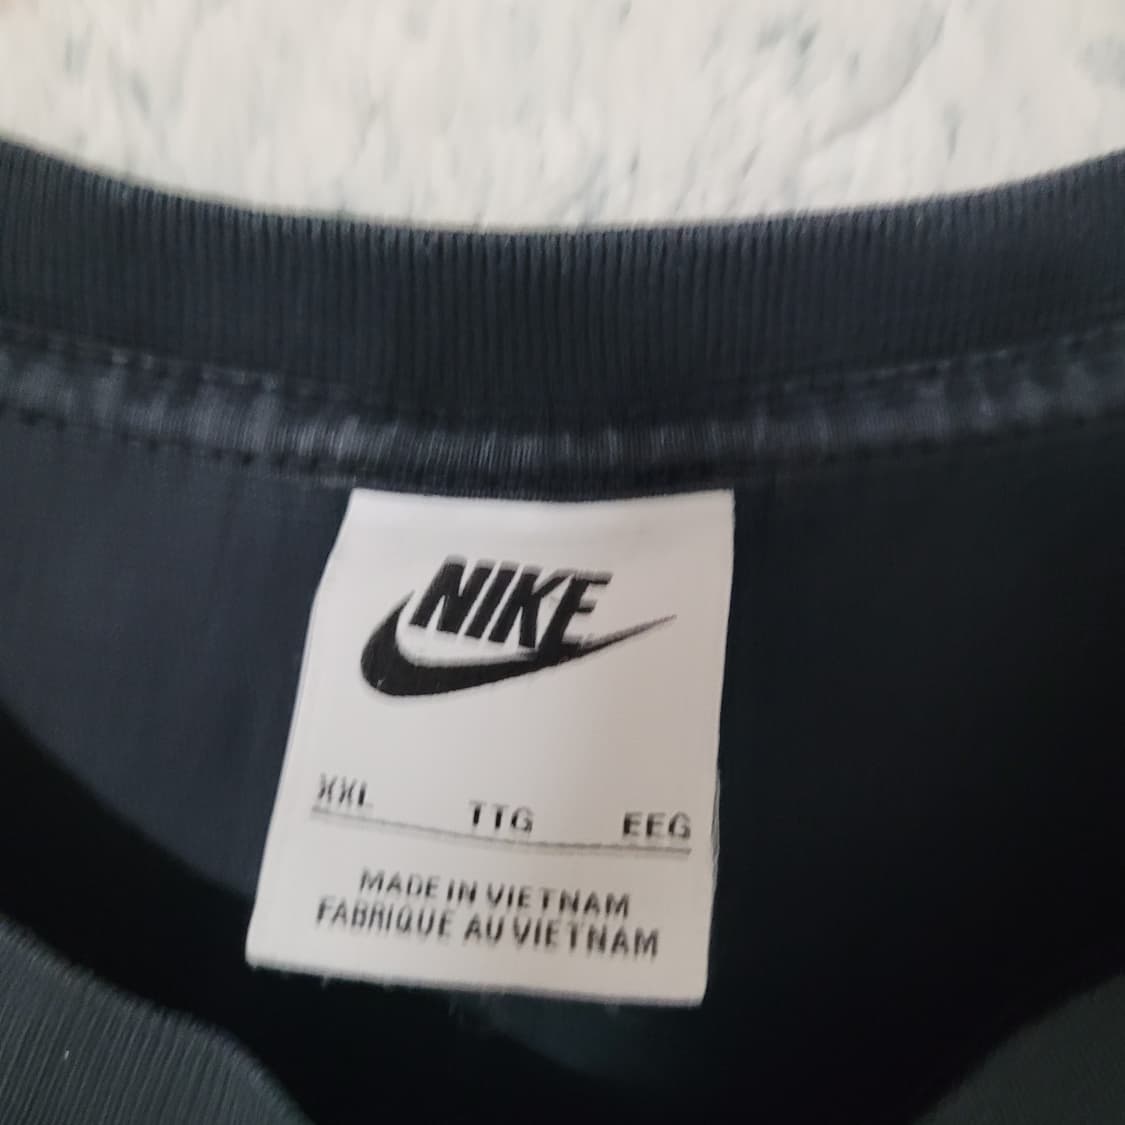 NIKE
XXL TTG EEG
MADE IN VIETNAM
FABRIQUE AU VIETNAM